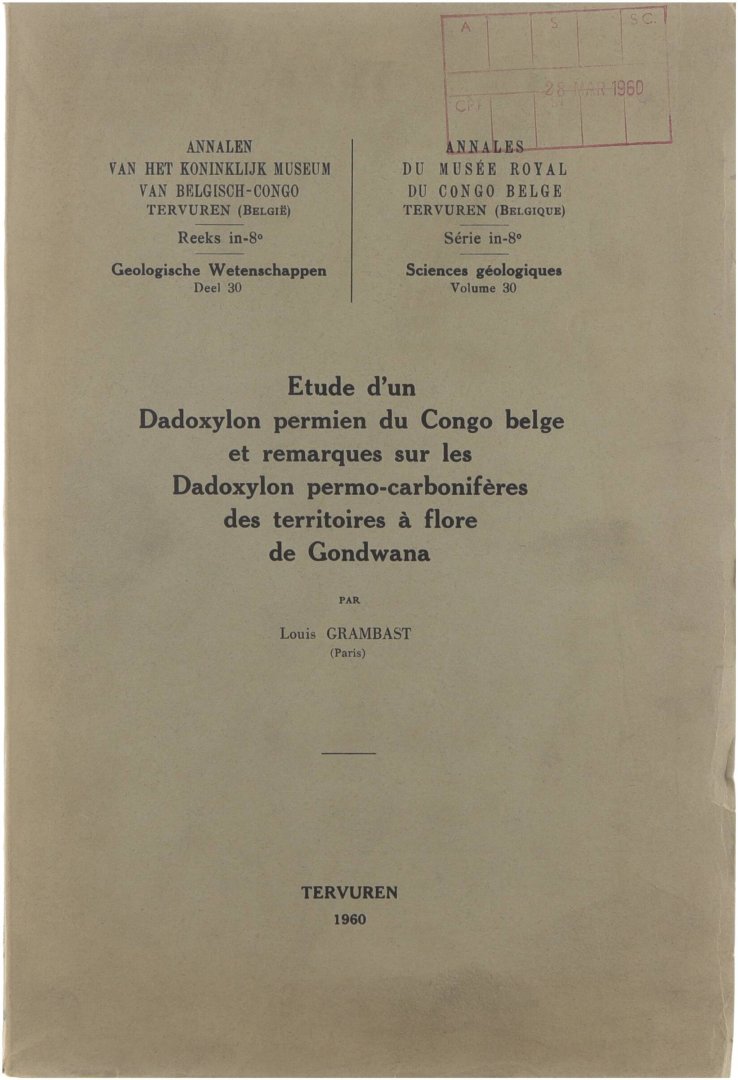 A S SC.
28 MAR 1960
CPF
ANNALEN
VAN HET KONINKLIJK MUSEUM
VAN BELGISCH-CONGO
TERVUREN (BELGIË)
Reeks in-8º
Geologische Wetenschappen
Deel 30
ANNALES
DU MUSÉE ROYAL
DU CONGO BELGE
TERVUREN (BELGIQUE)
Série in-8º
Sciences géologiques
Volume 30
Etude d'un
Dadoxylon permien du Congo belge
et remarques sur les
Dadoxylon permo-carbonifères
des territoires à flore
de Gondwana
PAR
Louis GRAMBAST
(Paris)
TERVUREN
1960